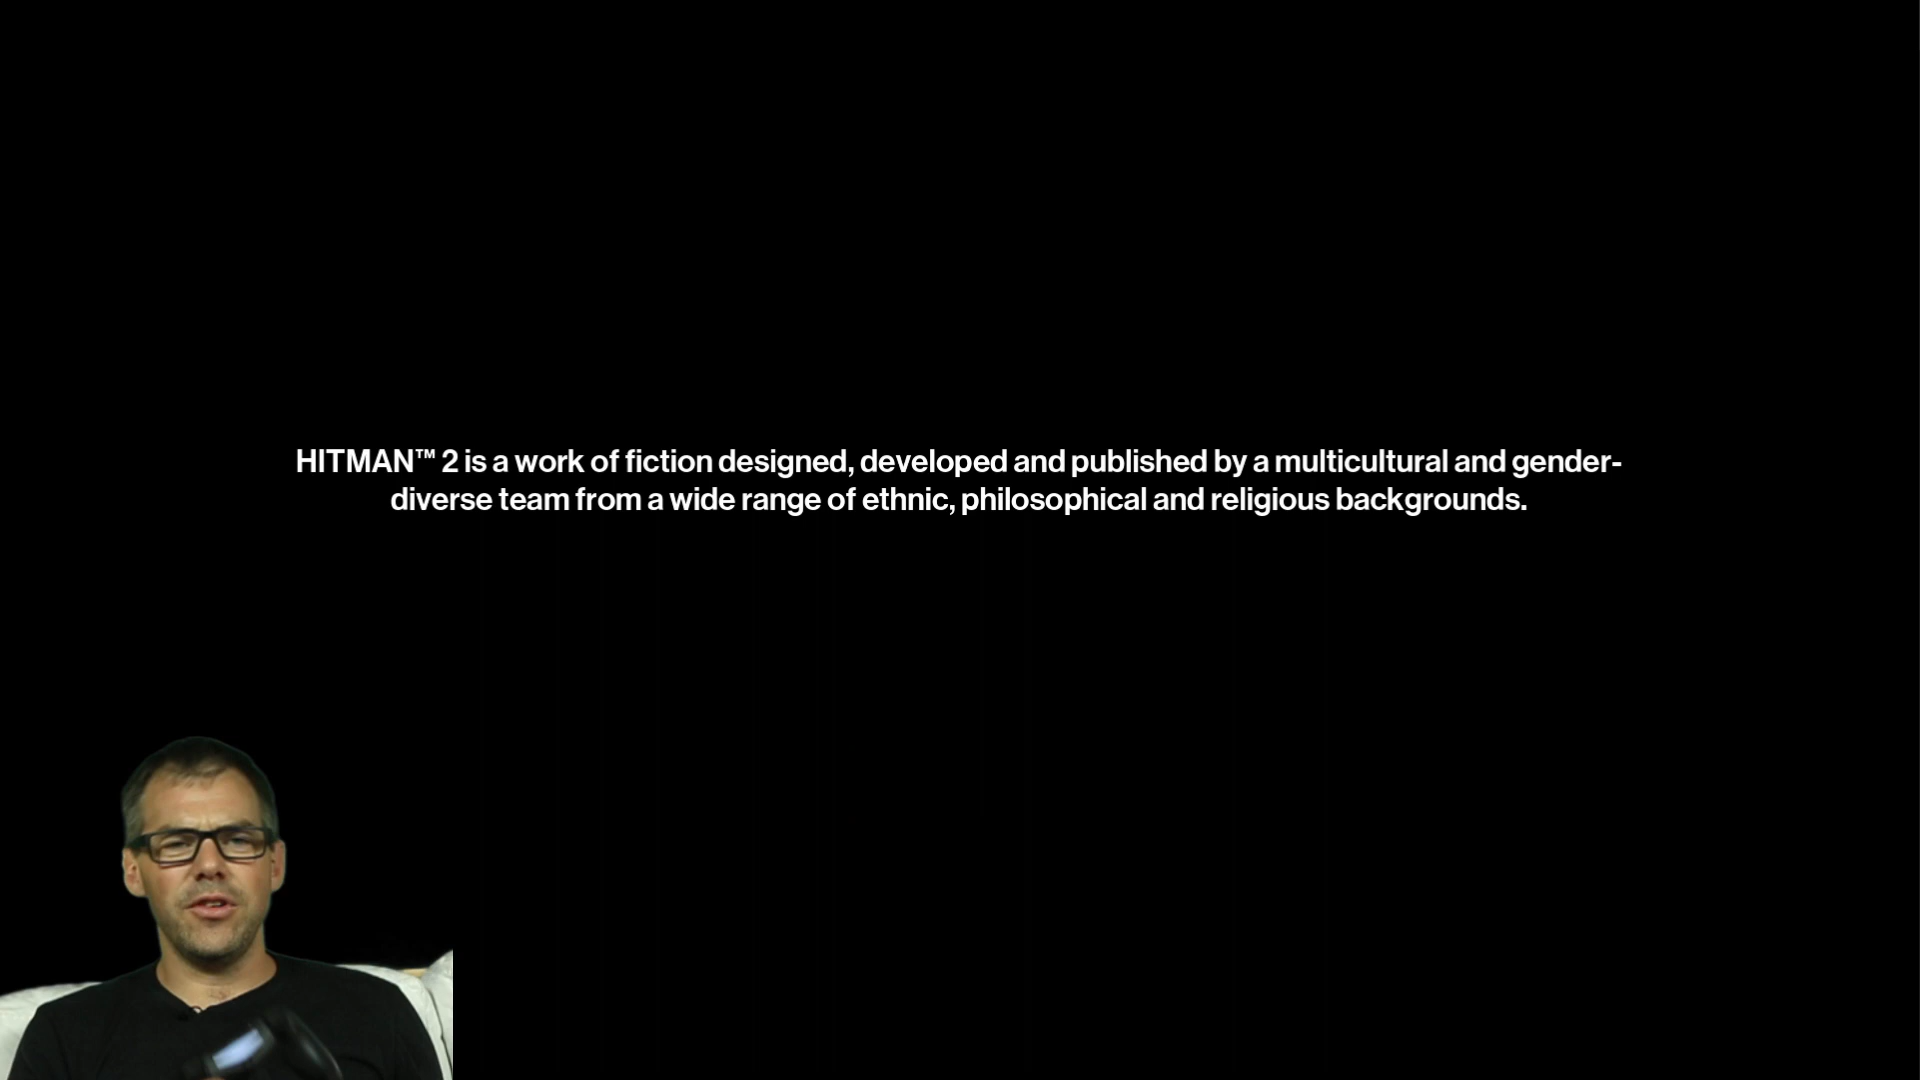 HITMAN™ 2 is a work of fiction designed, developed and published by a multicultural and gender-
diverse team from a wide range of ethnic, philosophical and religious backgrounds.